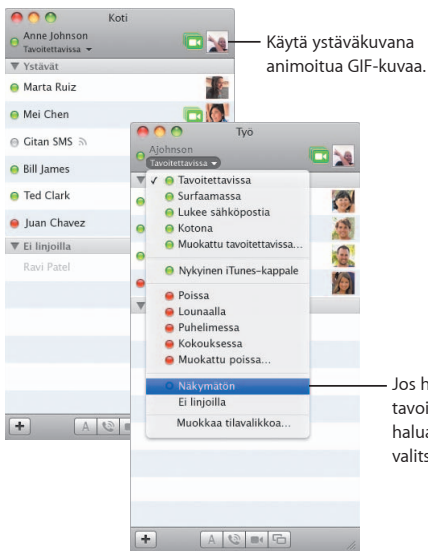 Koti
Anne Johnson
Tavoitettavissa
Ystävät
Marta Ruiz
Mei Chen
Gitan SMS
Bill James
Ted Clark
Juan Chavez
Ei linjoilla
Ravi Patel
A
Käytä ystäväkuvana
animoitua GIF-kuvaa.
Työ
Ajohnson
Tavoitettavissa
✓ Tavoitettavissa
Surfaamassa
Lukee sähköpostia
Kotona
Muokattu tavoitettavissa...
Nykyinen iTunes-kappale
Poissa
Lounaalla
Puhelimessa
Kokouksessa
Muokattu poissa...
Näkymätön
Ei linjoilla
Muokkaa tilavalikkoa...
A
Jos h
tavoi
halua
valits